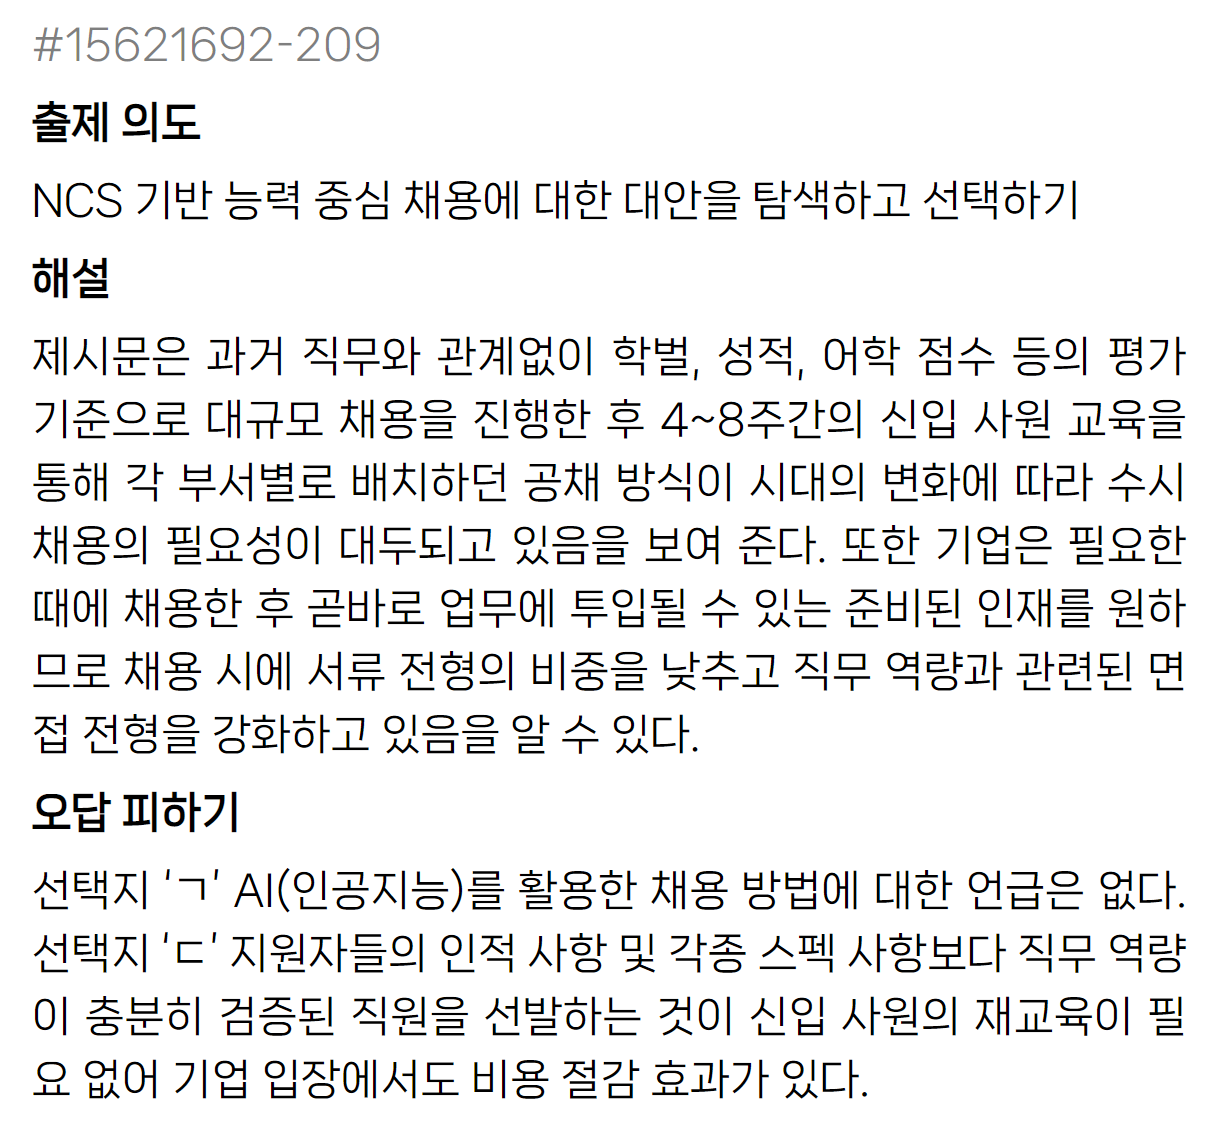 #15621692-209
출제 의도
NCS 기반 능력 중심 채용에 대한 대안을 탐색하고 선택하기
해설
제시문은 과거 직무와 관계없이 학벌, 성적, 어학 점수 등의 평가
기준으로 대규모 채용을 진행한 후 4~8주간의 신입 사원 교육을
통해 각 부서별로 배치하던 공채 방식이 시대의 변화에 따라 수시
채용의 필요성이 대두되고 있음을 보여 준다. 또한 기업은 필요한
때에 채용한 후 곧바로 업무에 투입될 수 있는 준비된 인재를 원하
므로 채용 시에 서류 전형의 비중을 낮추고 직무 역량과 관련된 면
접 전형을 강화하고 있음을 알 수 있다.
오답 피하기
선택지 ‘ㄱ’ AI(인공지능)를 활용한 채용 방법에 대한 언급은 없다.
선택지 ‘ㄷ’ 지원자들의 인적 사항 및 각종 스펙 사항보다 직무 역량
이 충분히 검증된 직원을 선발하는 것이 신입 사원의 재교육이 필
요 없어 기업 입장에서도 비용 절감 효과가 있다.